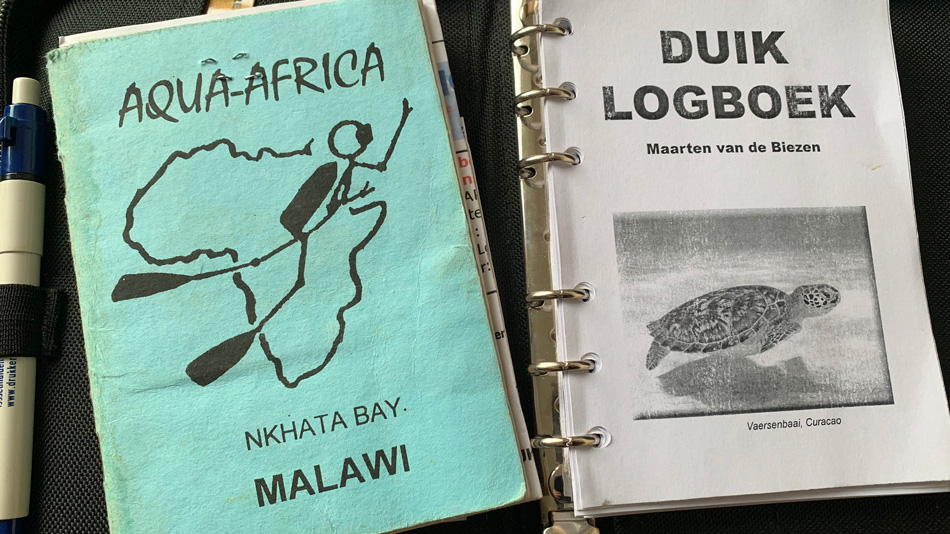 AQUA-AFRICA
NKHATA BAY.
MALAWI
DUIK
LOGBOEK
Maarten van de Biezen
Vaersenbaai, Curacao